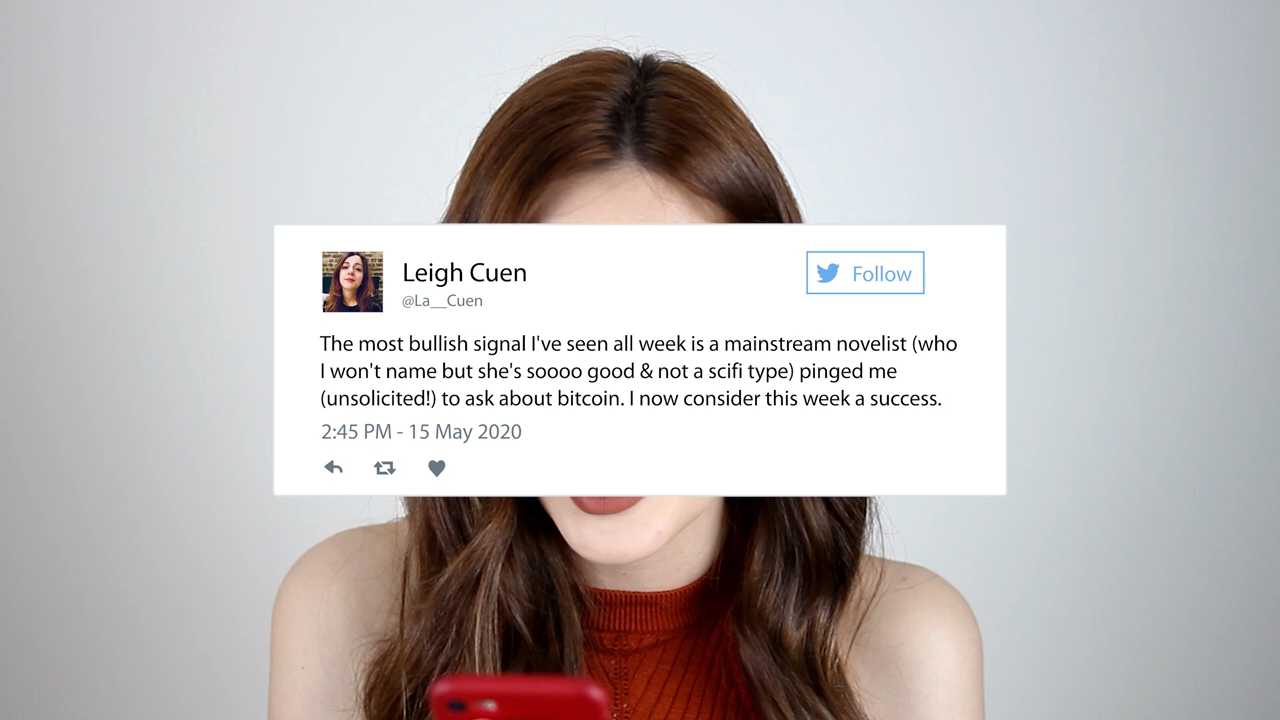 Leigh Cuen
@La__Cuen
Follow
The most bullish signal I've seen all week is a mainstream novelist (who
I won't name but she's soooo good & not a scifi type) pinged me
(unsolicited!) to ask about bitcoin. I now consider this week a success.
2:45 PM - 15 May 2020